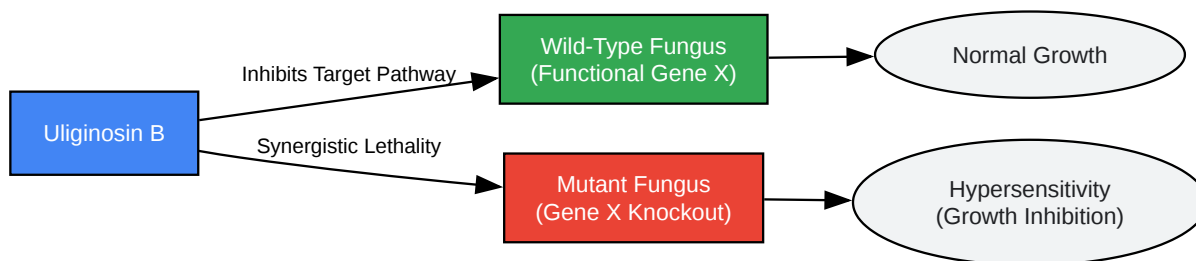 Uliginosin B
Inhibits Target Pathway
Synergistic Lethality
Wild-Type Fungus
(Functional Gene X)
Normal Growth
Mutant Fungus
(Gene X Knockout)
Hypersensitivity
(Growth Inhibition)